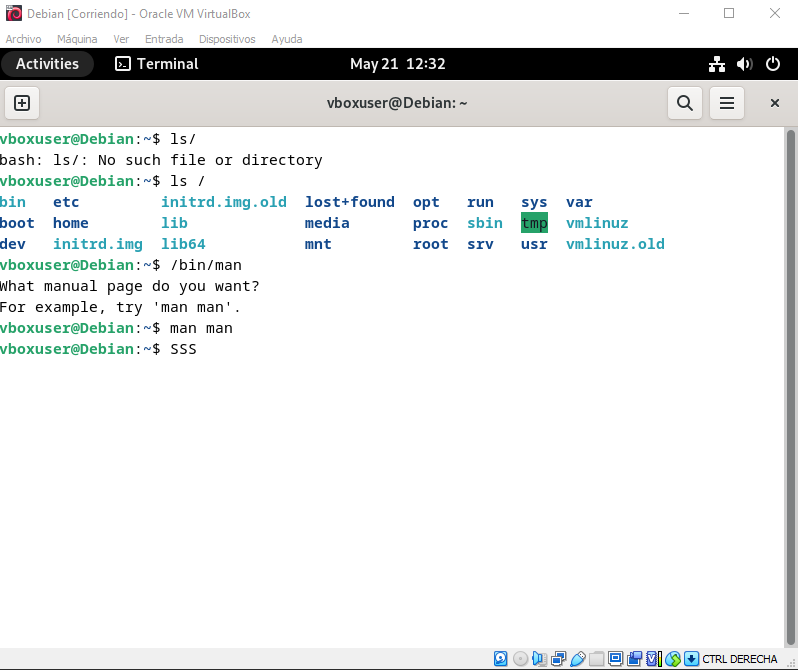 Debian [Corriendo] - Oracle VM VirtualBox
Archivo Máquina Ver Entrada Dispositivos Ayuda
Activities Terminal May 21 12:32
vboxuser@Debian: ~
vboxuser@Debian:~$ ls/
bash: ls/: No such file or directory
vboxuser@Debian:~$ ls /
bin etc initrd.img.old lost+found opt run sys var
boot home lib media proc sbin tmp vmlinuz
dev initrd.img lib64 mnt root srv usr vmlinuz.old
vboxuser@Debian:~$ /bin/man
What manual page do you want?
For example, try 'man man'.
vboxuser@Debian:~$ man man
vboxuser@Debian:~$ SSS
CTRL DERECHA